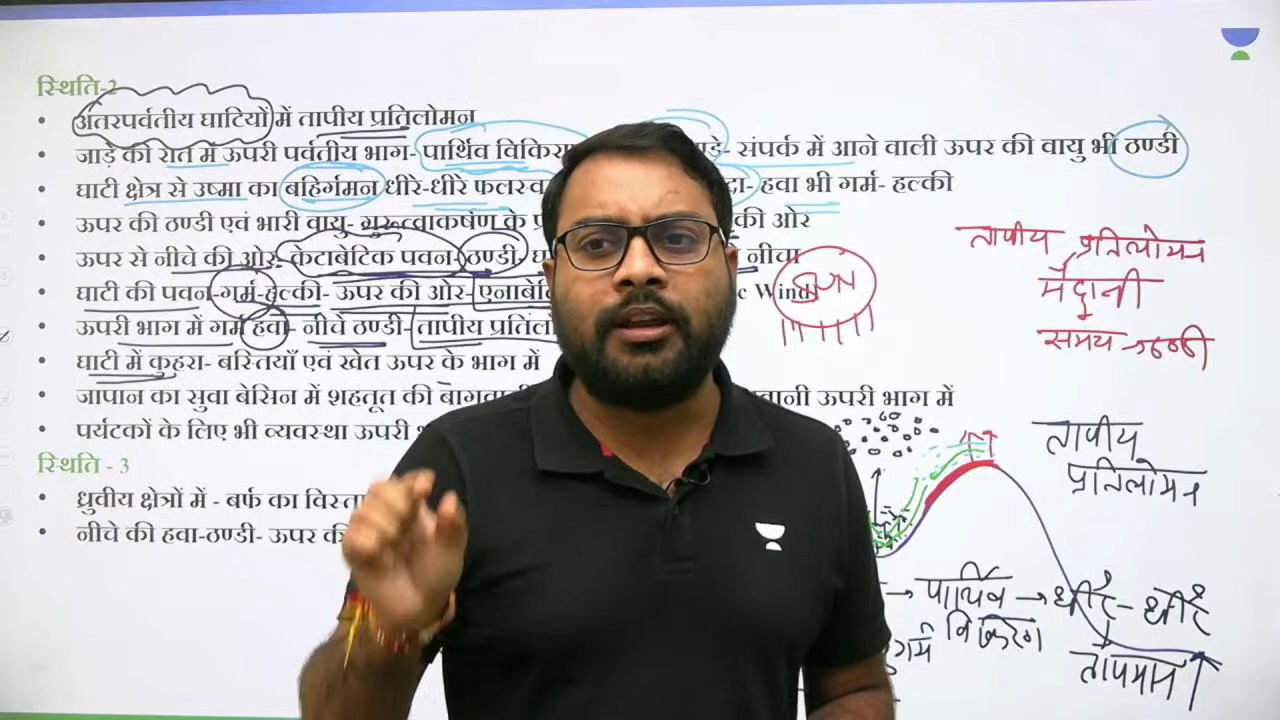 स्थिति-2
• अंतरपर्वतीय घाटियों में तापीय प्रतिलोमन
• जाड़े की रात में ऊपरी पर्वतीय भाग- पार्थिव विकिरण संपर्क में आने वाली ऊपर की वायु भी ठण्डी
• घाटी क्षेत्र से उष्मा का बहिर्गमन धीरे-धीरे हवा भी गर्म- हल्की
• ऊपर की ठण्डी एवं भारी वायु- गुरूत्वाकर्षण के की ओर
• ऊपर से नीचे की ओर- केटाबेटिक पवन- ठण्डी- नीचा
• घाटी की पवन-गर्म-हल्की- ऊपर की ओर- Wind
• ऊपरी भाग में गर्म हवा- नीचे ठण्डी- तापीय
• घाटी में कुहरा- बस्तियाँ एवं खेत ऊपर के भाग में
• जापान का सुवा बेसिन में शहतूत की ऊपरी भाग में
• पर्यटकों के लिए भी व्यवस्था ऊपरी
स्थिति - 3
• ध्रुवीय क्षेत्रों में - बर्फ का
• नीचे की हवा-ठण्डी- ऊपर की
SUN
तापीय प्रतिलोमन
मैदानी
समय → ठण्डी
तापीय
प्रतिलोमन
→ पार्थिव → धीरे- धीरे
गर्म विकिरण
तापमान